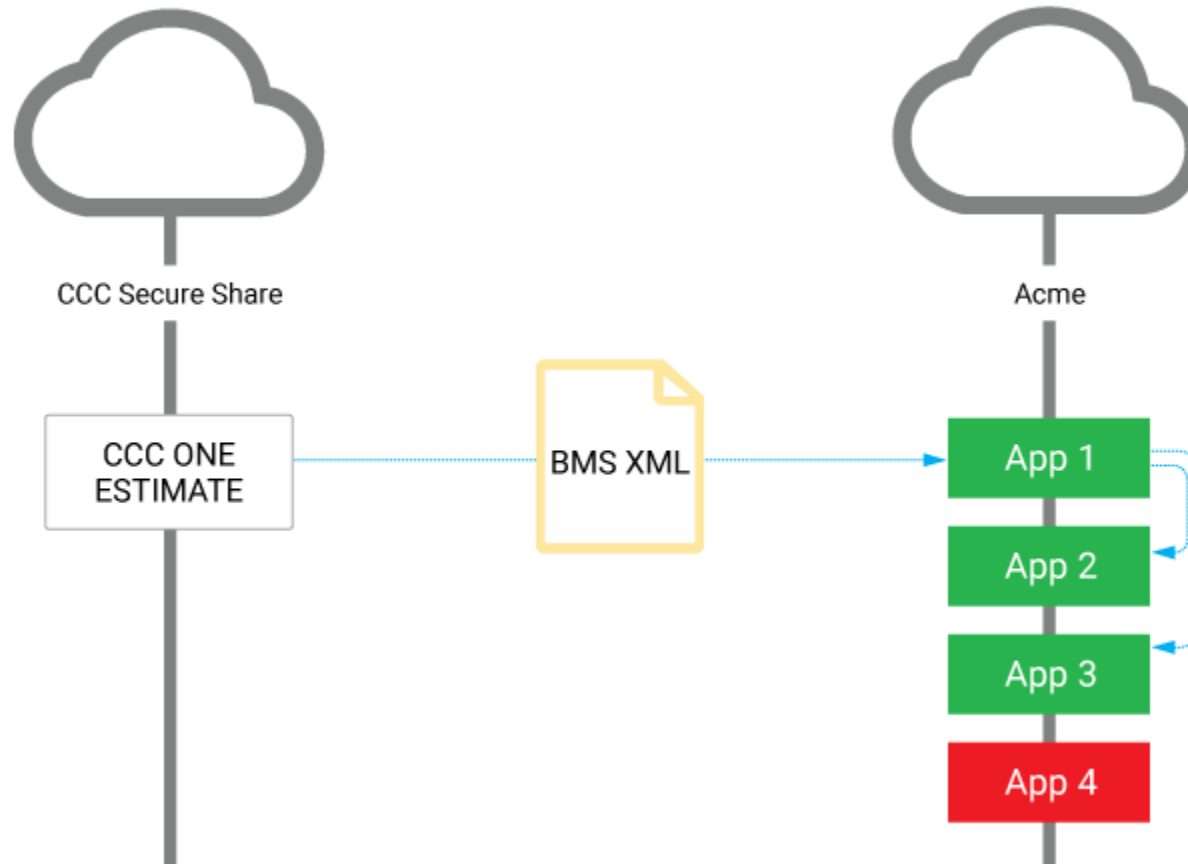 CCC Secure Share
Acme
CCC ONE
ESTIMATE
BMS XML
App 1
App 2
App 3
App 4